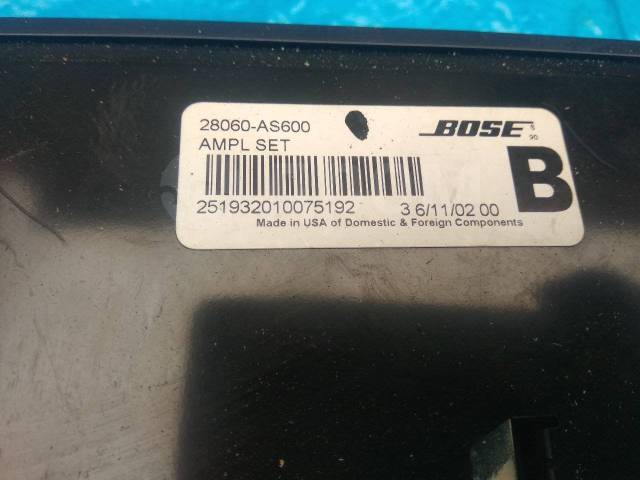 28060-AS600
BOSE
AMPL SET
B
251932010075192 3 6/11/02 00
Made in USA of Domestic & Foreign Components